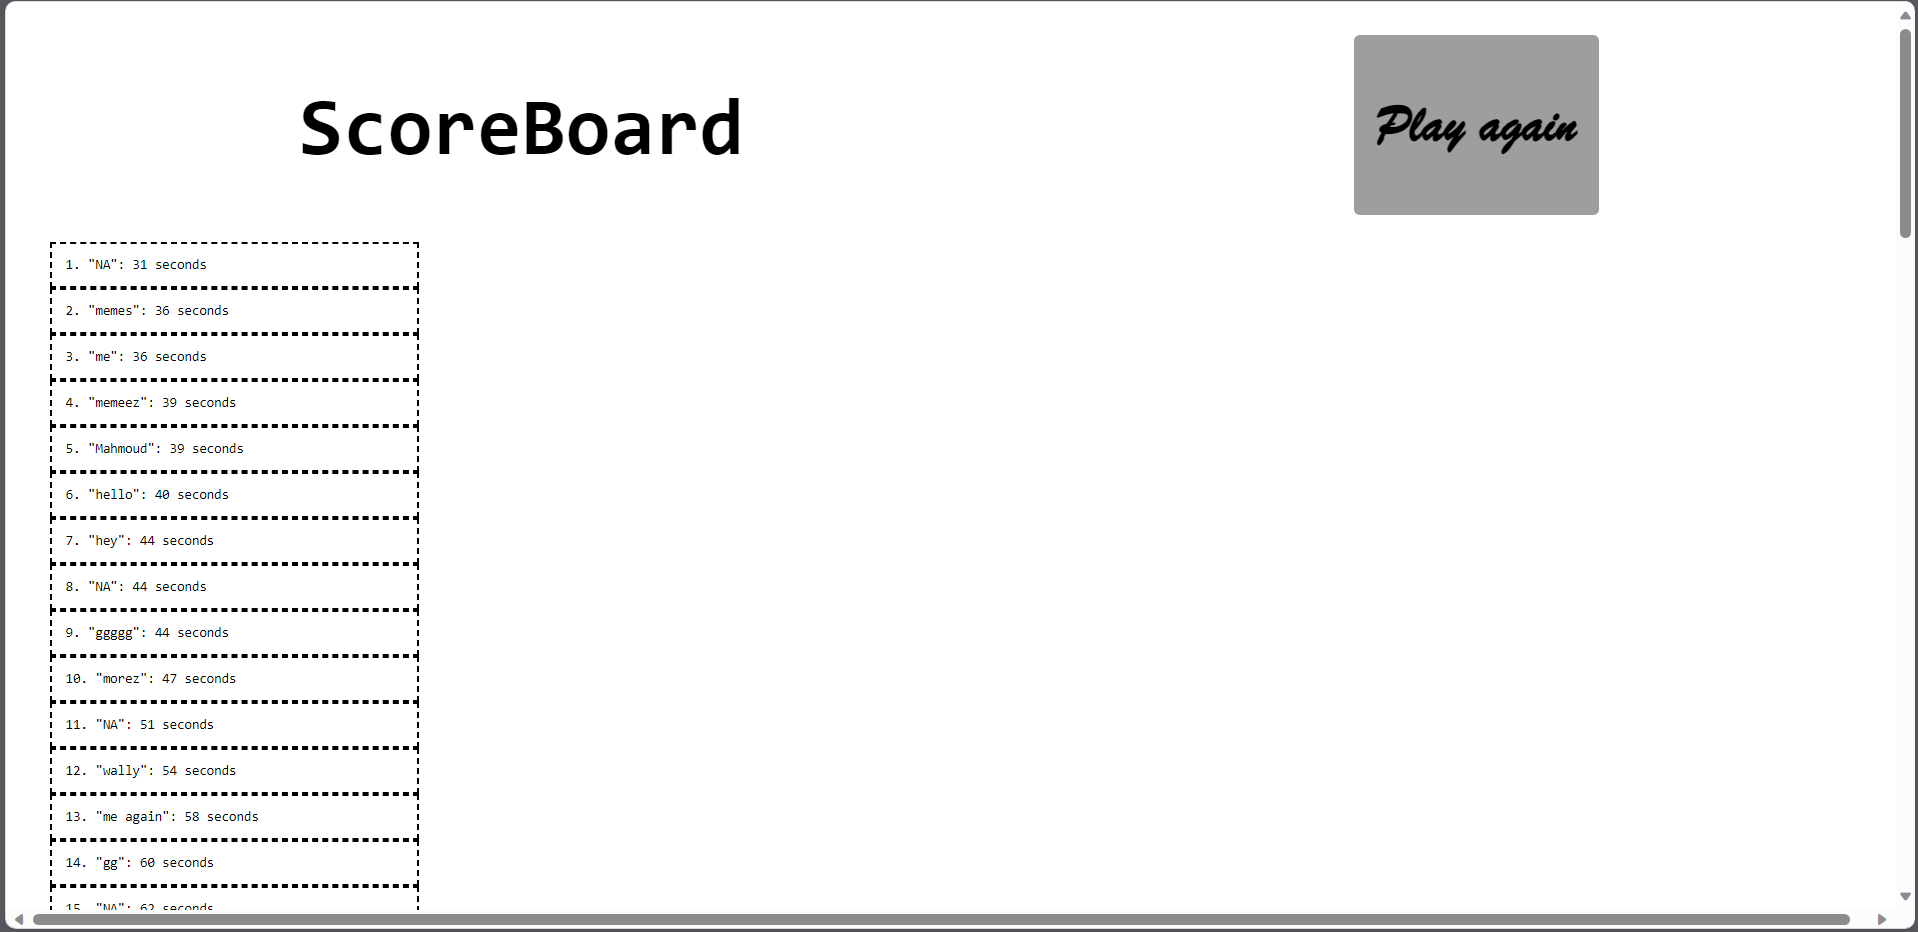 ScoreBoard
Play again
1. "NA": 31 seconds
2. "memes": 36 seconds
3. "me": 36 seconds
4. "memeez": 39 seconds
5. "Mahmoud": 39 seconds
6. "hello": 40 seconds
7. "hey": 44 seconds
8. "NA": 44 seconds
9. "ggggg": 44 seconds
10. "morez": 47 seconds
11. "NA": 51 seconds
12. "wally": 54 seconds
13. "me again": 58 seconds
14. "gg": 60 seconds
15. "NA": 62 seconds